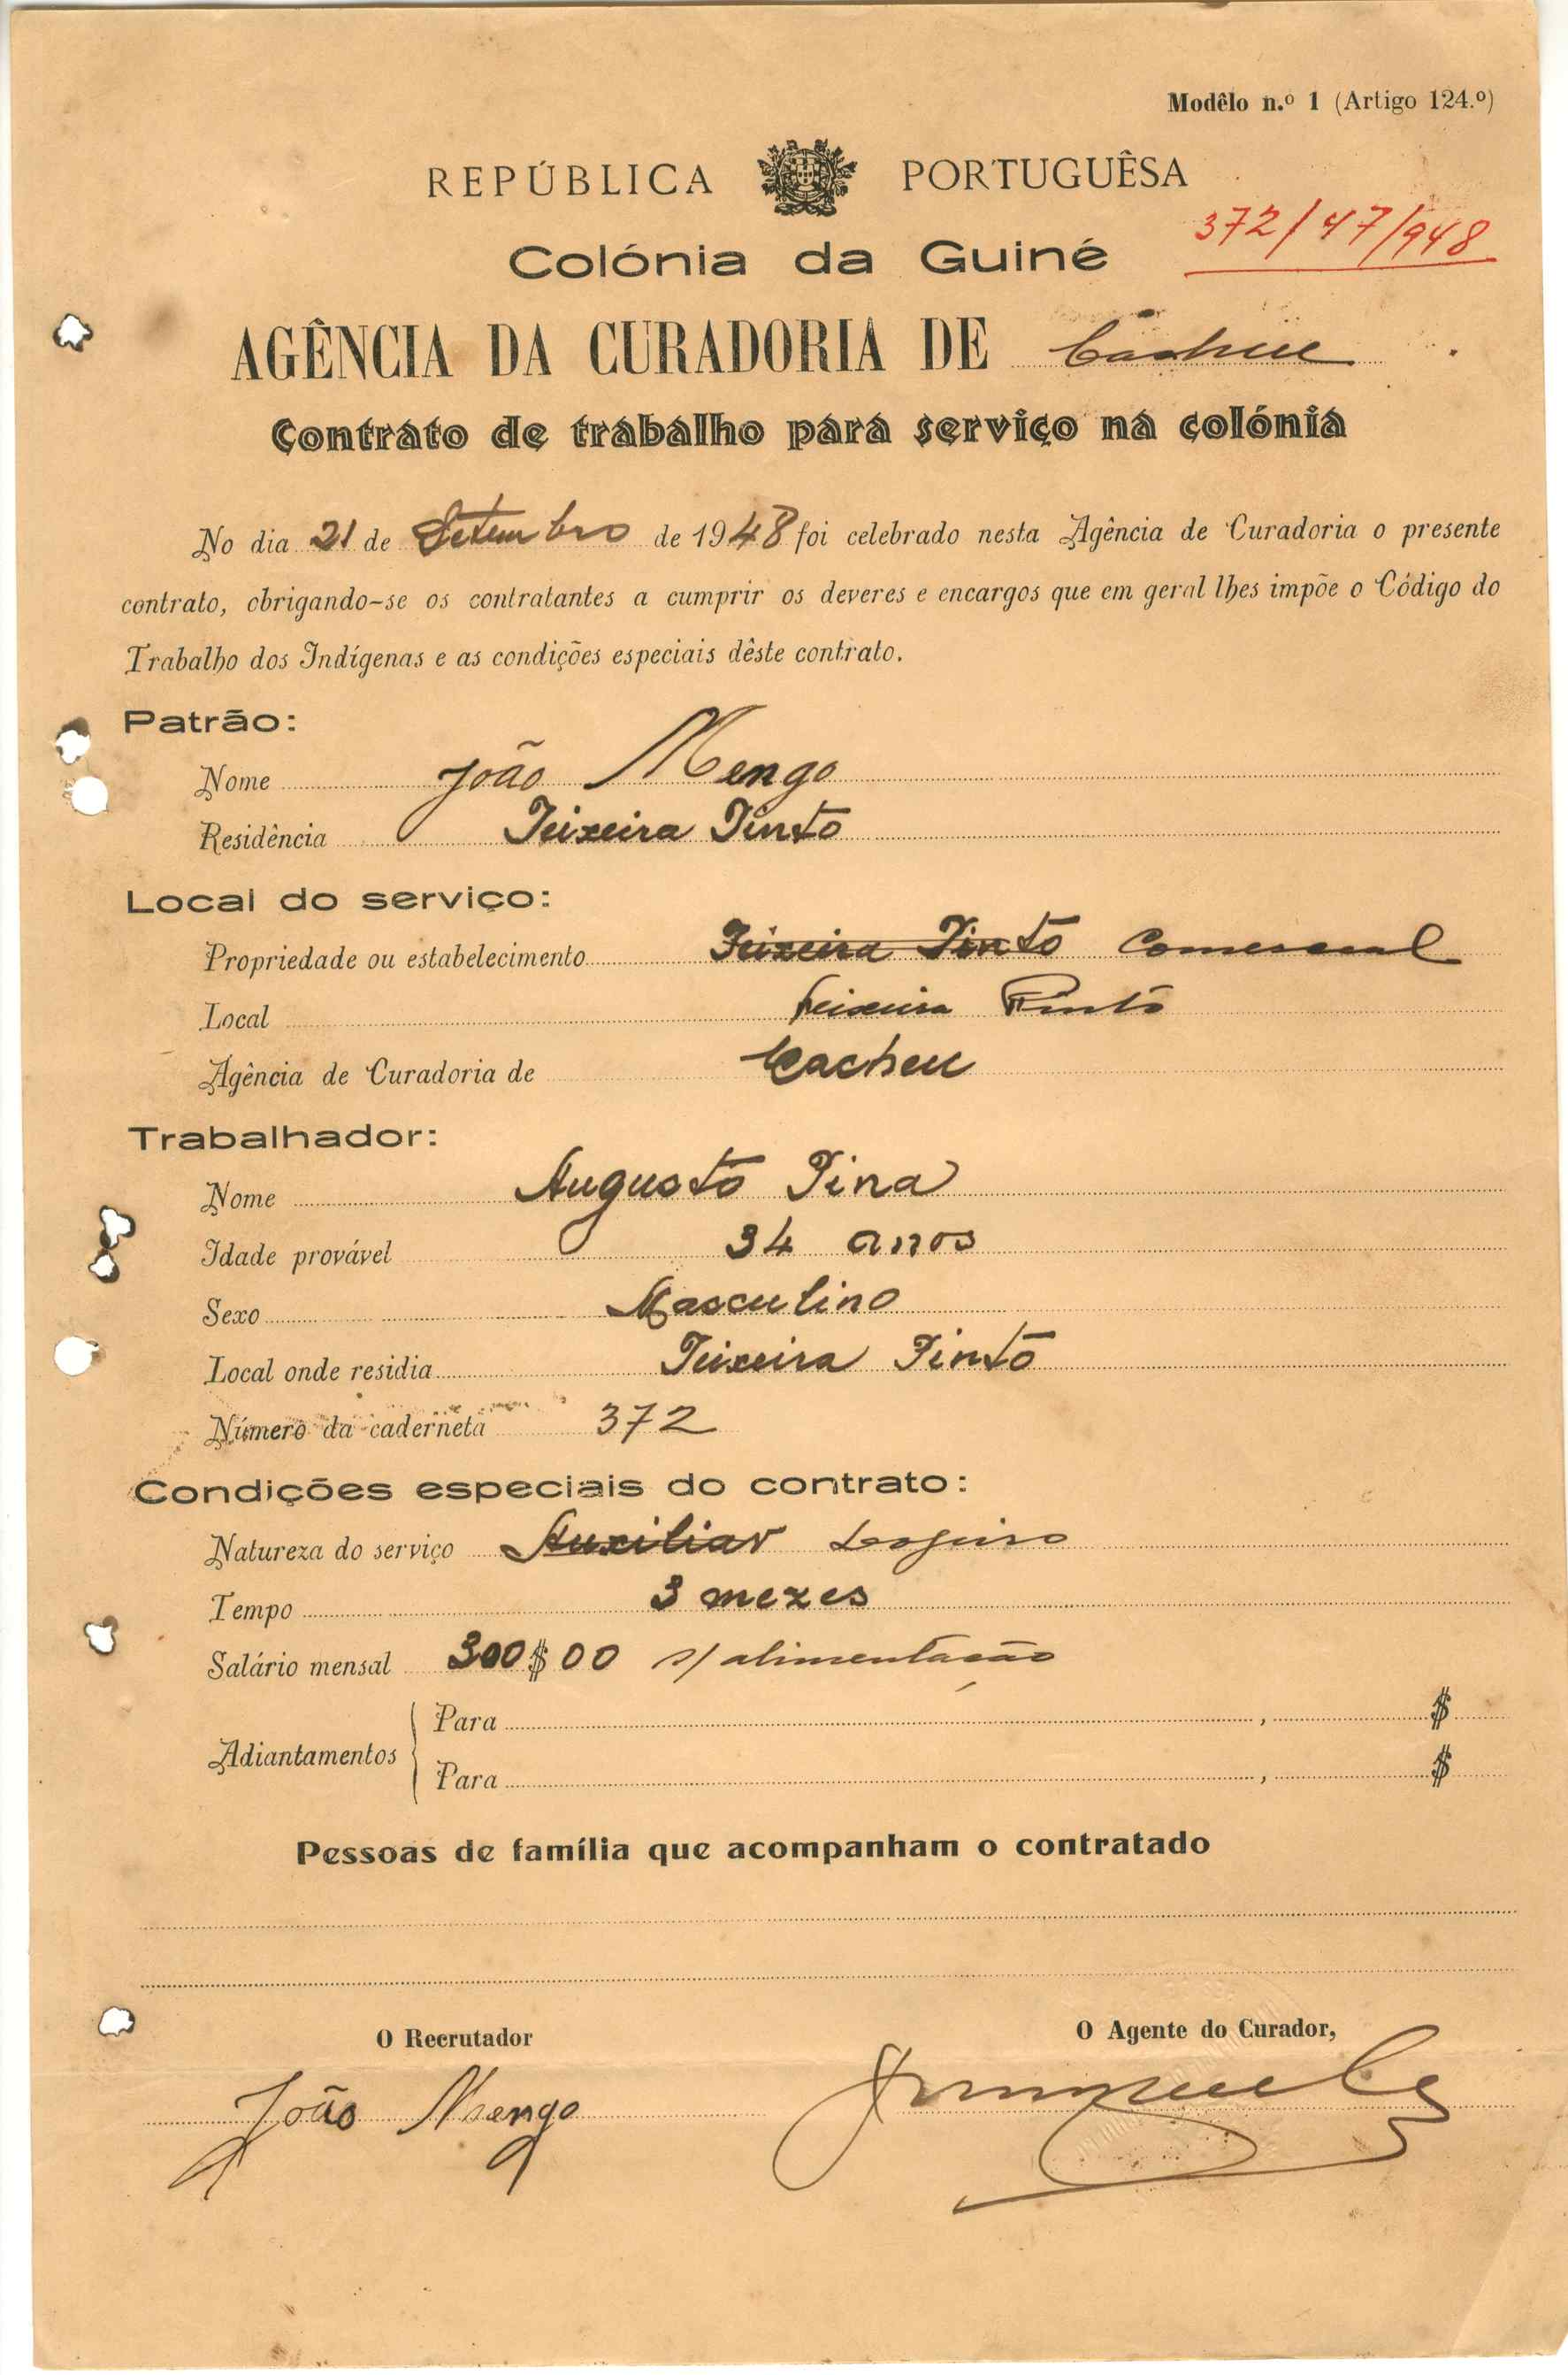 Modêlo n.º 1 (Artigo 124.º)
REPÚBLICA PORTUGUÊSA
372/47/948
Colónia da Guiné
AGÊNCIA DA CURADORIA DE Cacheu
Contrato de trabalho para serviço na colónia
No dia 21 de Setembro de 1948 foi celebrado nesta Agência de Curadoria o presente
contrato, obrigando-se os contratantes a cumprir os deveres e encargos que em geral lhes impõe o Código do
Trabalho dos Indígenas e as condições especiais dêste contrato.
Patrão:
Nome João Mengo
Residência Teixeira Pinto
Local do serviço:
Propriedade ou estabelecimento Teixeira Pinto Comercial
Local Teixeira Pinto
Agência de Curadoria de Cacheu
Trabalhador:
Nome Augusto Pina
Idade provável 34 anos
Sexo Masculino
Local onde residia Teixeira Pinto
Número da caderneta 372
Condições especiais do contrato:
Natureza do serviço Auxiliar Logeiro
Tempo 3 mezes
Salário mensal 300$00 s/ alimentação
Adiantamentos
Para , $
Para , $
Pessoas de família que acompanham o contratado
O Recrutador O Agente do Curador,
João Mengo